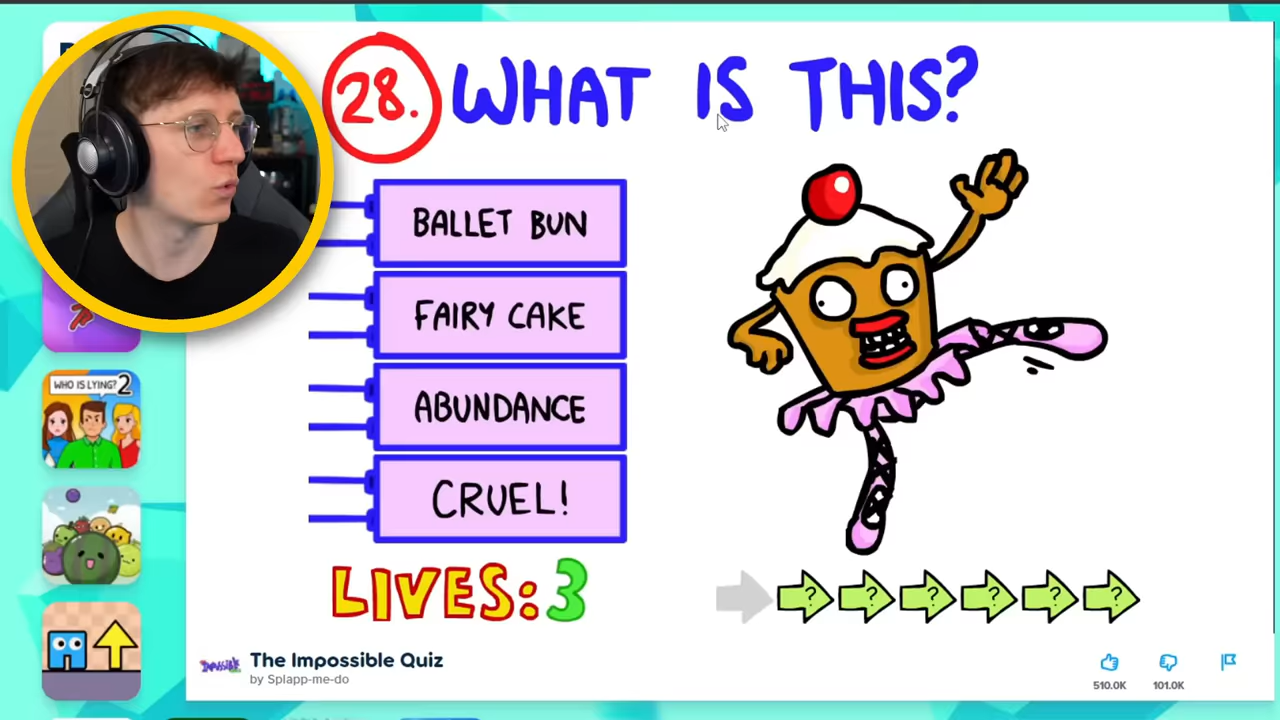 28. WHAT IS THIS?
BALLET BUN
FAIRY CAKE
ABUNDANCE
CRUEL!
LIVES: 3
? ? ? ? ? ?
WHO IS LYING? 2
IMPOSSIBLE
The Impossible Quiz
by Splapp-me-do
510.0K
101.0K